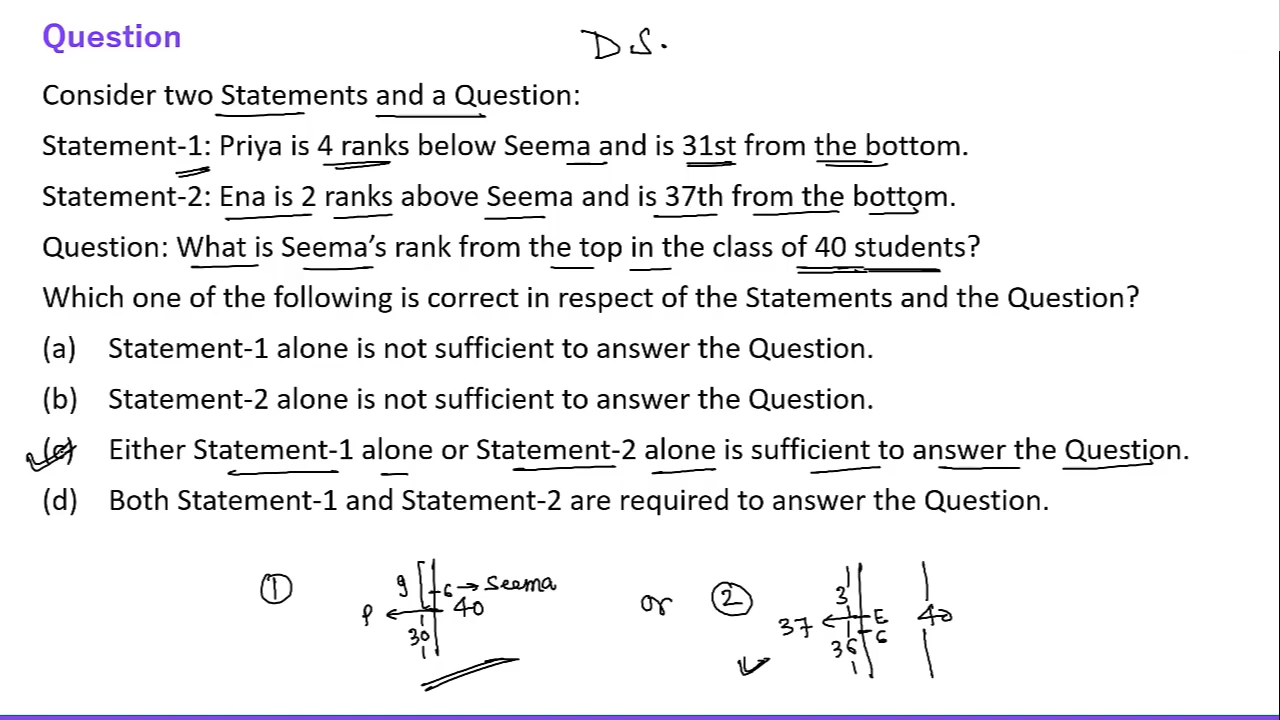 Question
D S.
Consider two Statements and a Question:
Statement-1: Priya is 4 ranks below Seema and is 31st from the bottom.
Statement-2: Ena is 2 ranks above Seema and is 37th from the bottom.
Question: What is Seema’s rank from the top in the class of 40 students?
Which one of the following is correct in respect of the Statements and the Question?
(a) Statement-1 alone is not sufficient to answer the Question.
(b) Statement-2 alone is not sufficient to answer the Question.
(c) Either Statement-1 alone or Statement-2 alone is sufficient to answer the Question.
(d) Both Statement-1 and Statement-2 are required to answer the Question.
1 9 6 → Seema
P 40
30
or 2 3
37 E 40
36 6